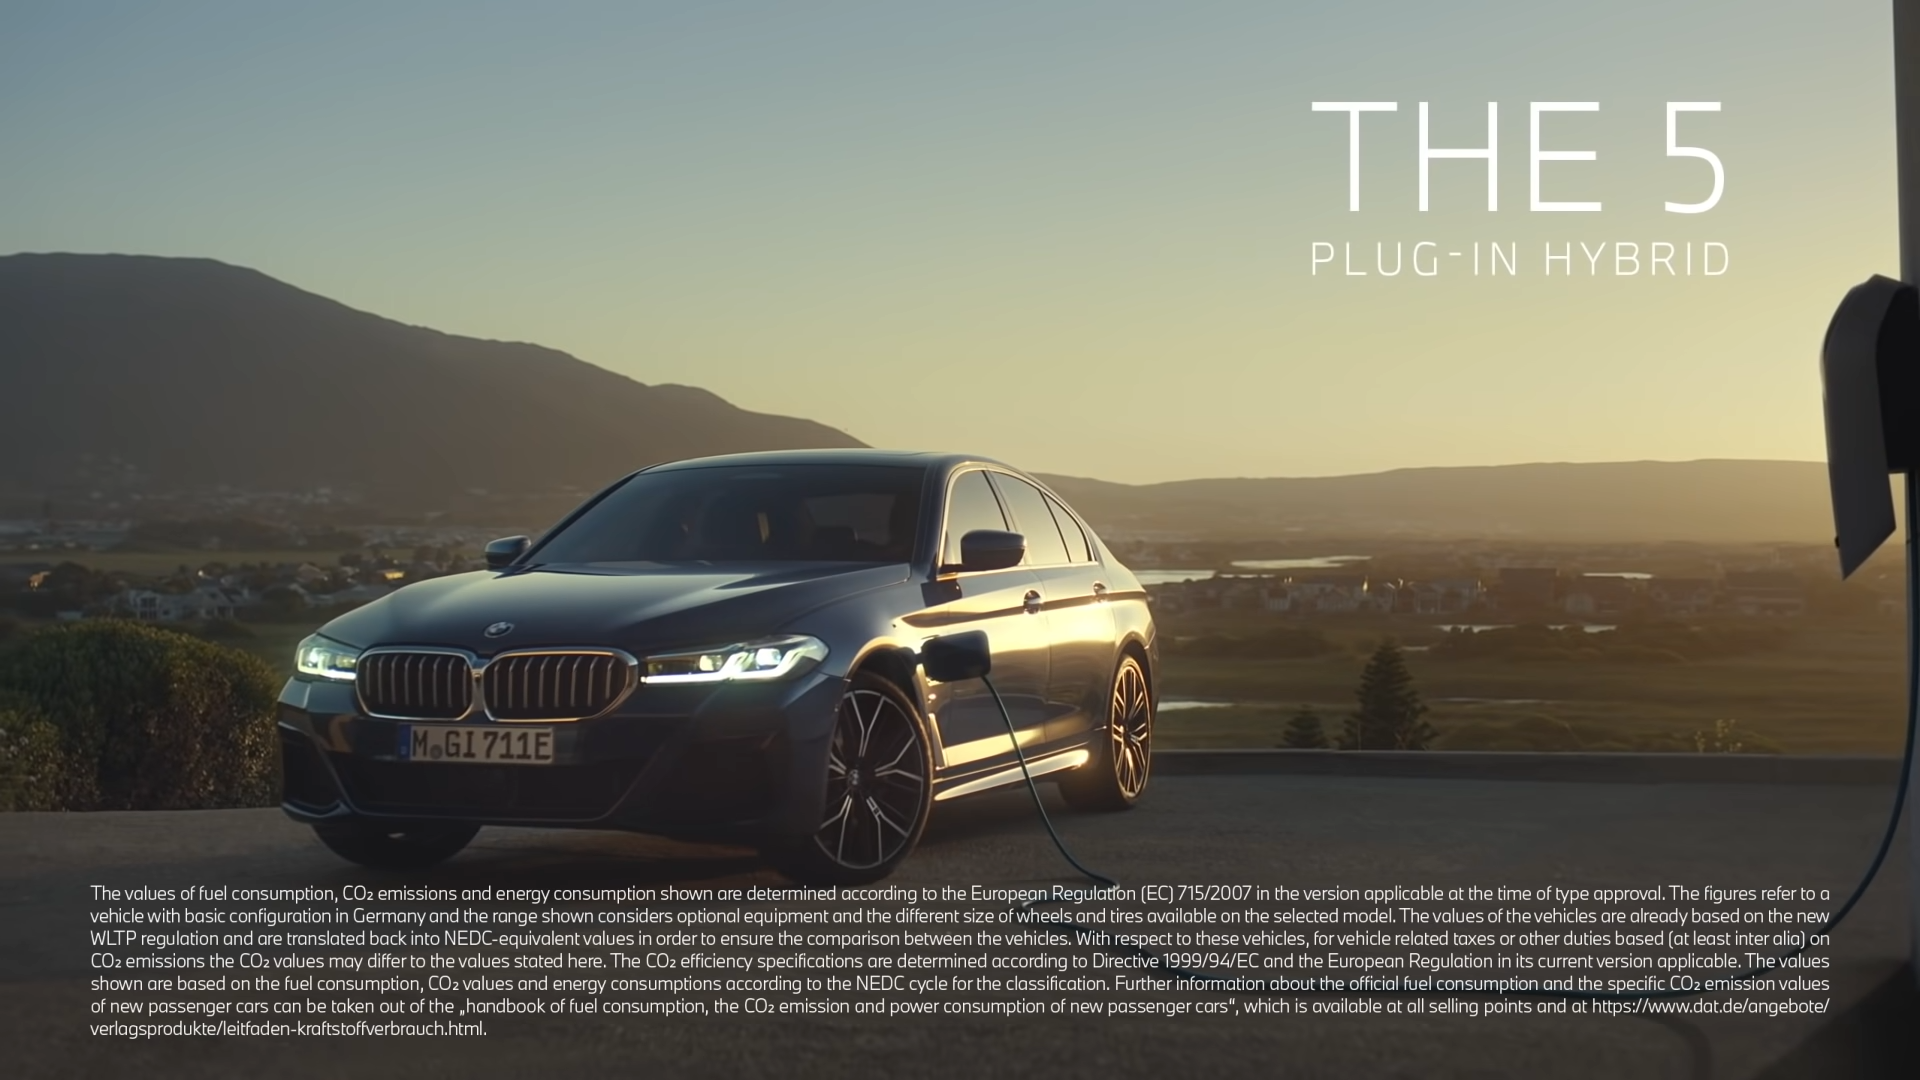 THE 5
PLUG-IN HYBRID
M GI 711E
The values of fuel consumption, CO₂ emissions and energy consumption shown are determined according to the European Regulation (EC) 715/2007 in the version applicable at the time of type approval. The figures refer to a
vehicle with basic configuration in Germany and the range shown considers optional equipment and the different size of wheels and tires available on the selected model. The values of the vehicles are already based on the new
WLTP regulation and are translated back into NEDC-equivalent values in order to ensure the comparison between the vehicles. With respect to these vehicles, for vehicle related taxes or other duties based (at least inter alia) on
CO₂ emissions the CO₂ values may differ to the values stated here. The CO₂ efficiency specifications are determined according to Directive 1999/94/EC and the European Regulation in its current version applicable. The values
shown are based on the fuel consumption, CO₂ values and energy consumptions according to the NEDC cycle for the classification. Further information about the official fuel consumption and the specific CO₂ emission values
of new passenger cars can be taken out of the „handbook of fuel consumption, the CO₂ emission and power consumption of new passenger cars“, which is available at all selling points and at https://www.dat.de/angebote/
verlagsprodukte/leitfaden-kraftstoffverbrauch.html.